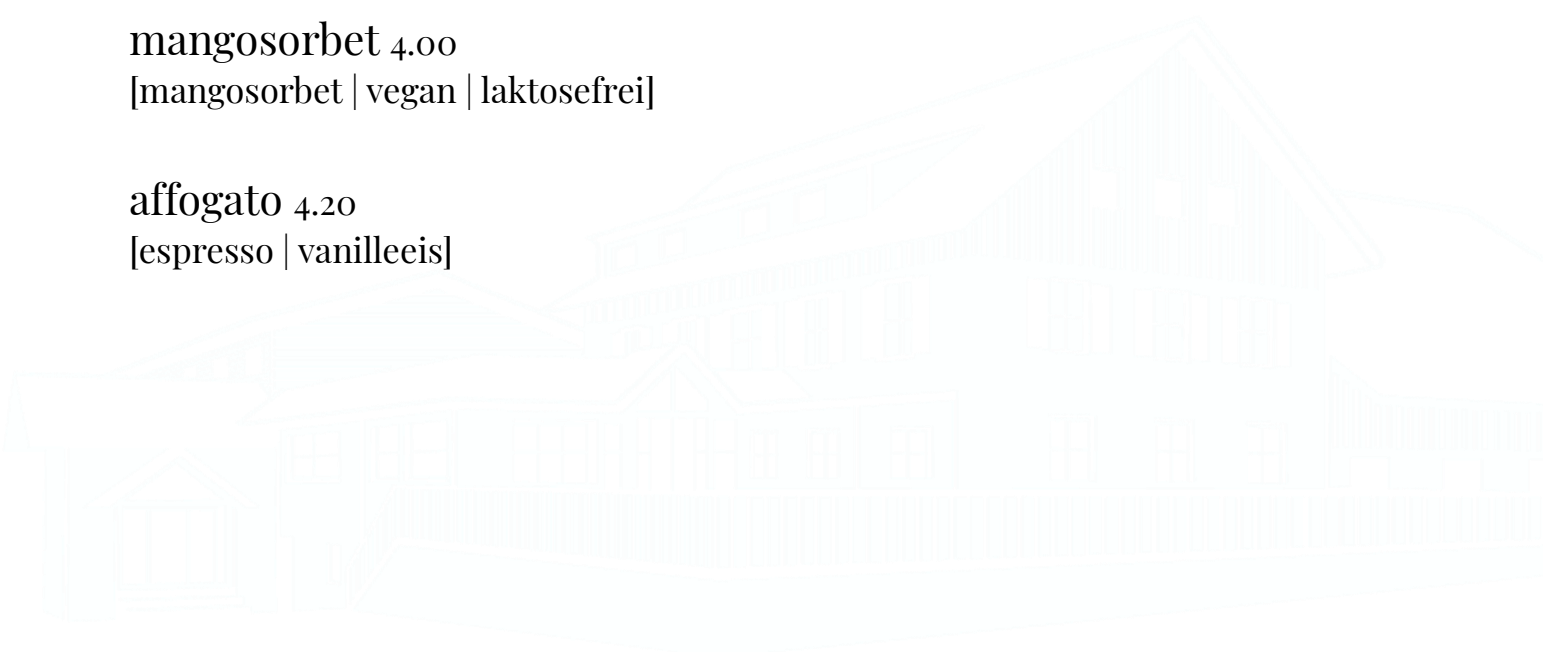 mangosorbet 4.00
[mangosorbet | vegan | laktosefrei]
affogato 4.20
[espresso | vanilleeis]